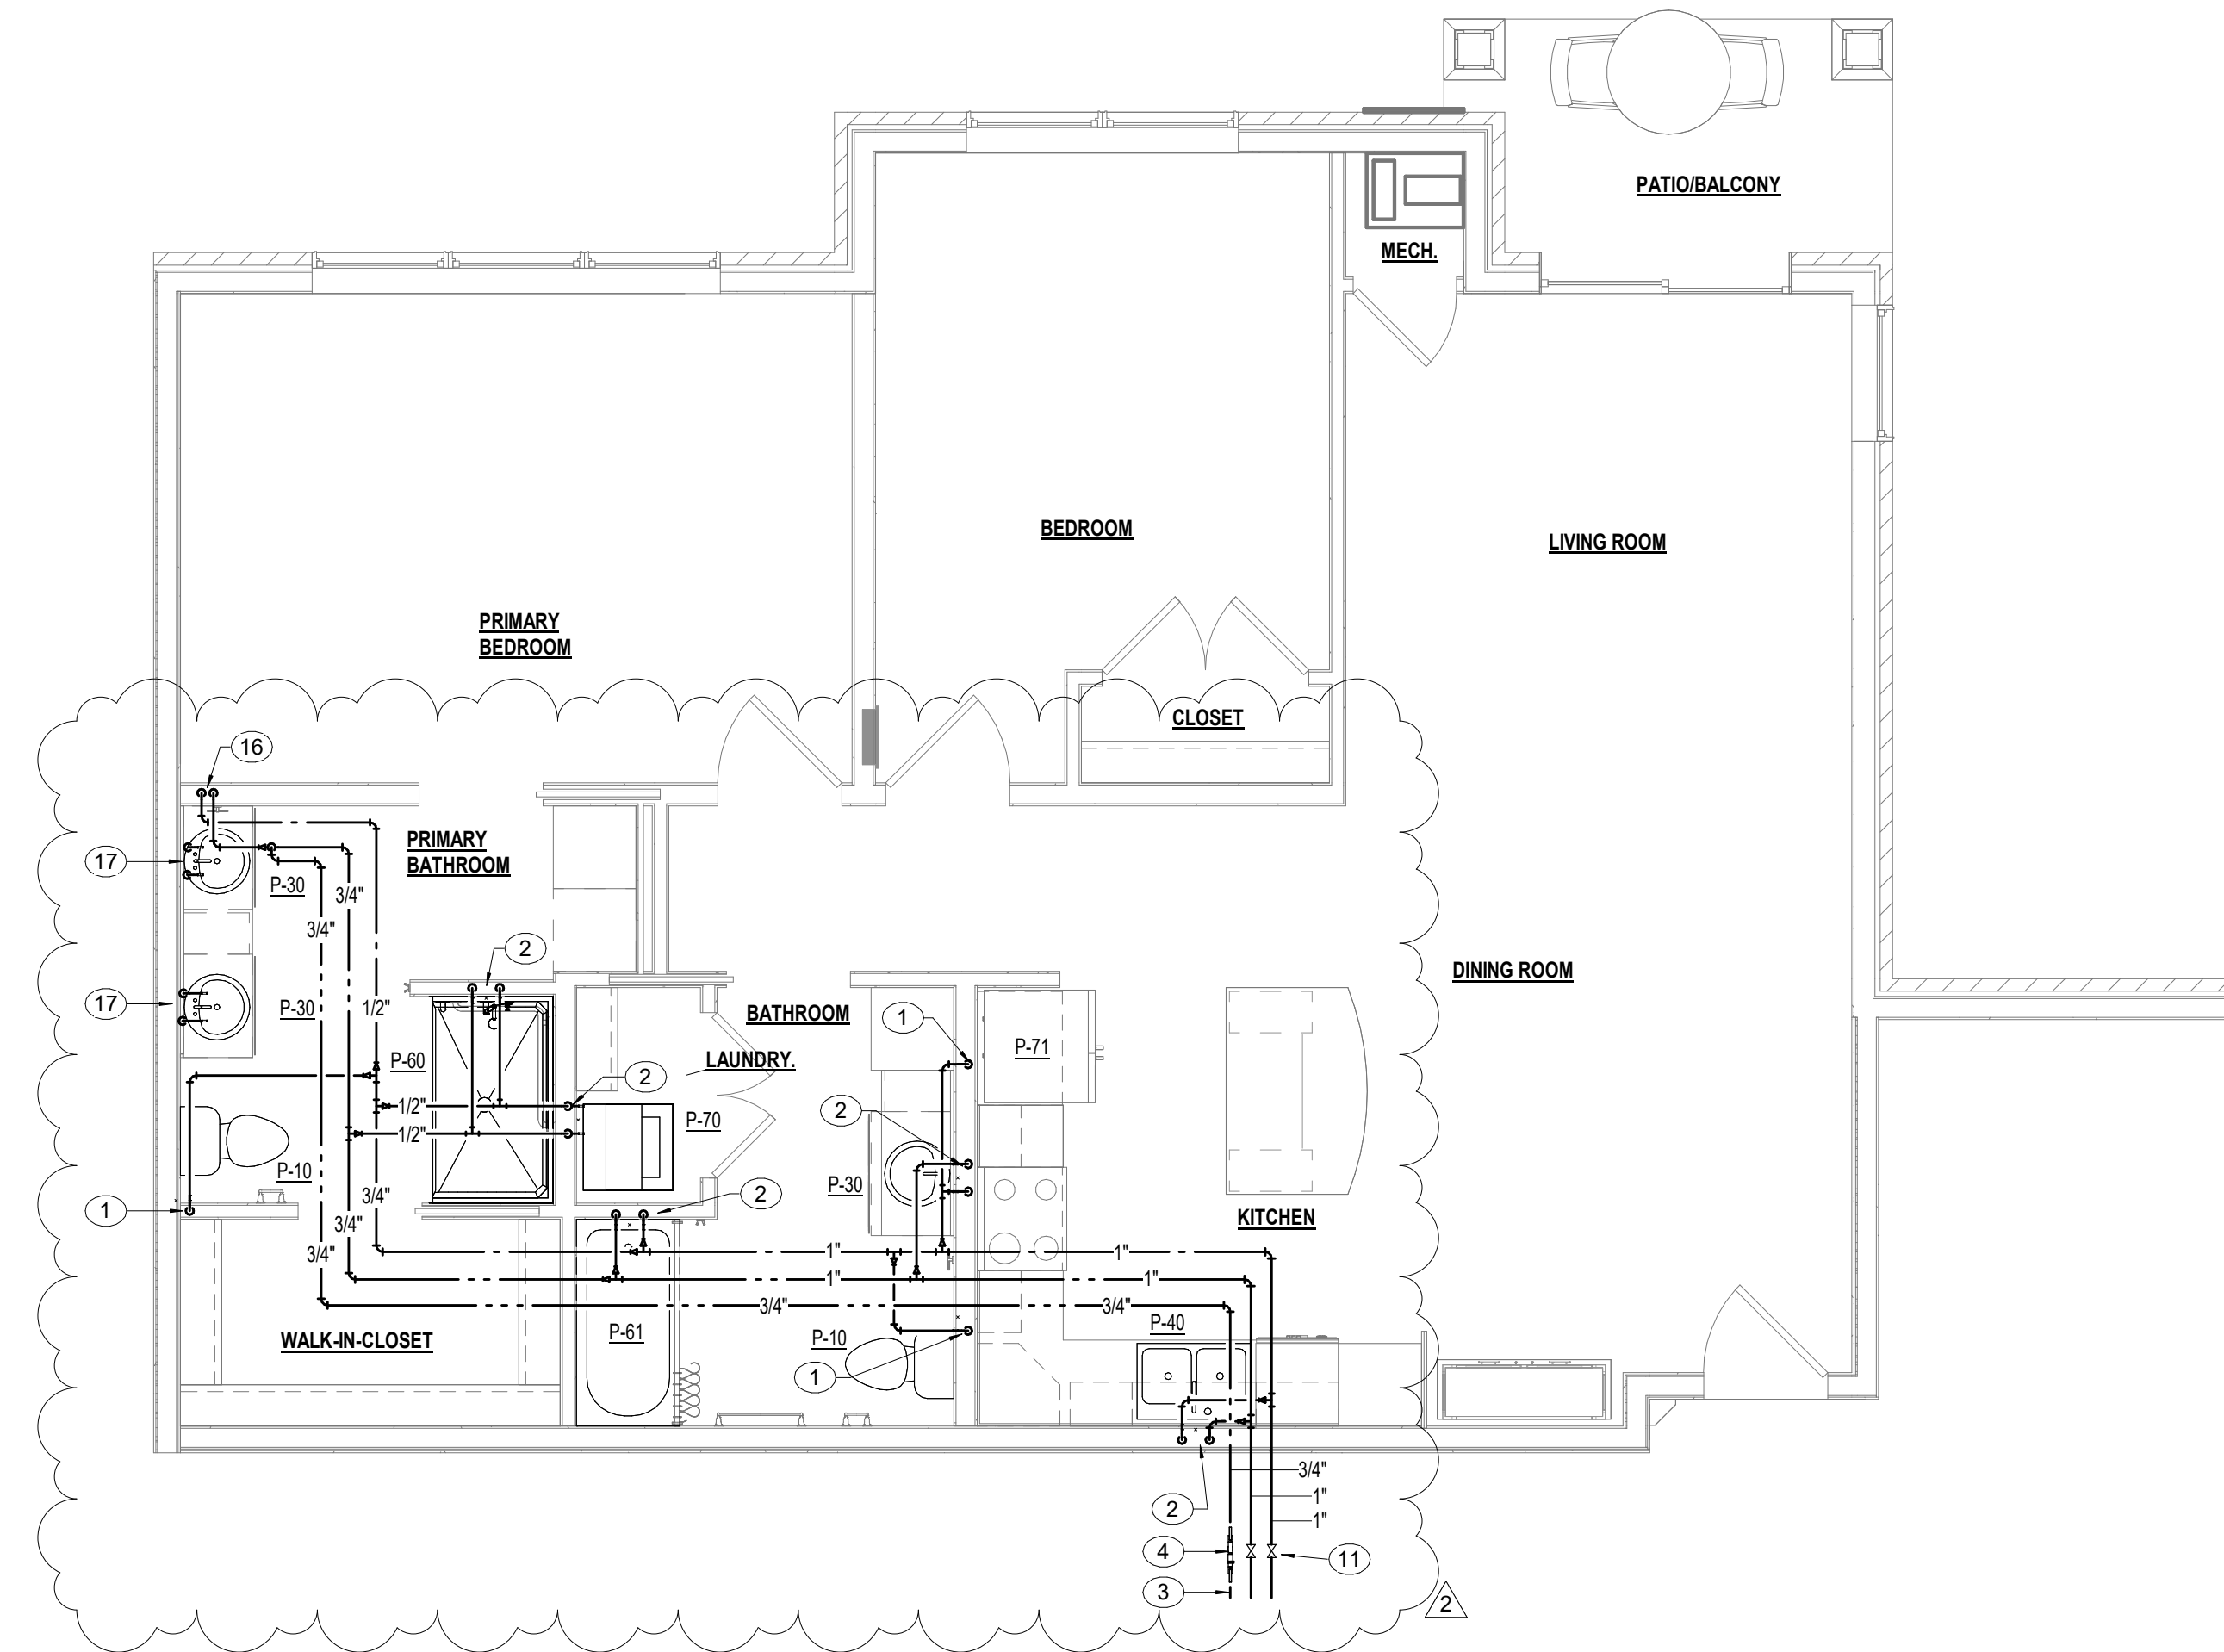 PATIO/BALCONY
MECH.
BEDROOM
LIVING ROOM
PRIMARY
BEDROOM
CLOSET
16
PRIMARY
BATHROOM
17
P-30
3/4"
3/4"
2
DINING ROOM
17
P-30
1/2"
BATHROOM
1
P-71
P-60
LAUNDRY.
2
1/2"
2
P-70
1/2"
P-10
P-30
3/4"
2
1
3/4"
KITCHEN
3/4"
1"
1"
1"
1"
3/4"
3/4"
WALK-IN-CLOSET
P-61
P-10
P-40
1
3/4"
1"
2
1"
4
11
3
2